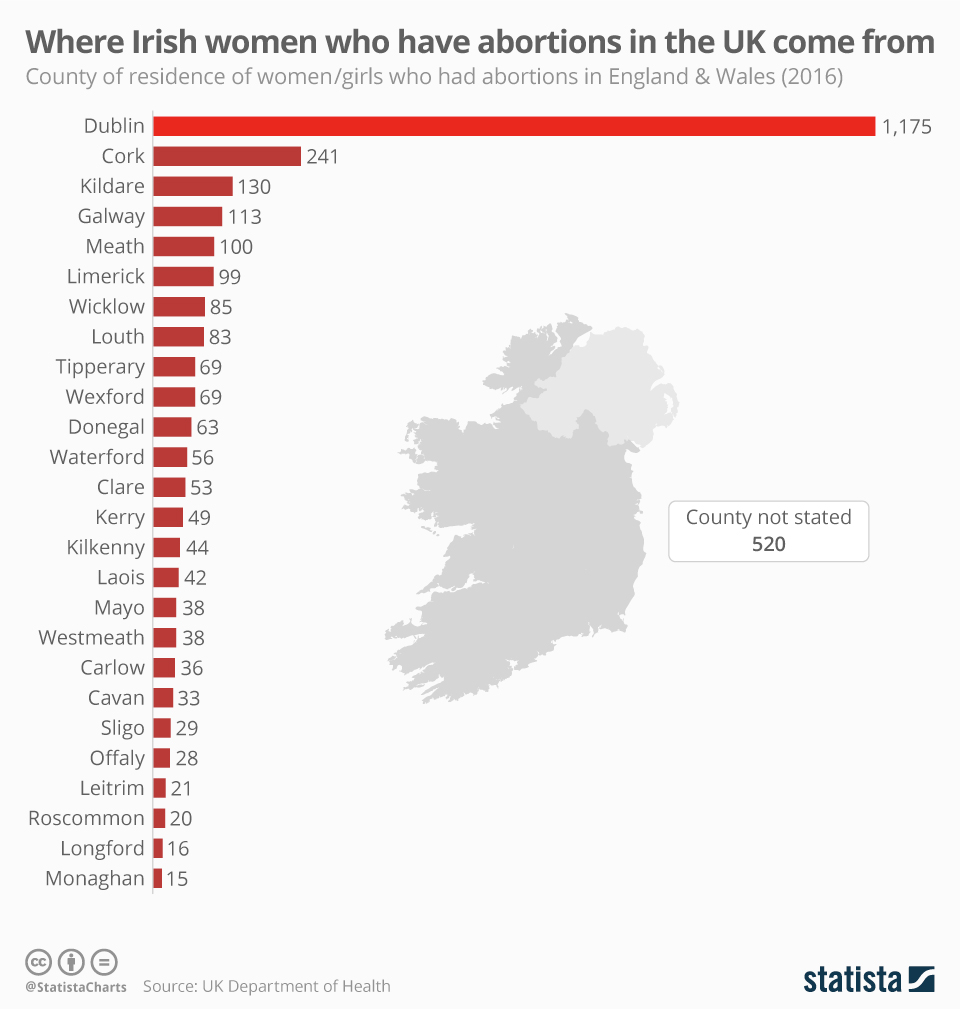 Where Irish women who have abortions in the UK come from
County of residence of women/girls who had abortions in England & Wales (2016)
Dublin 1,175
Cork 241
Kildare 130
Galway 113
Meath 100
Limerick 99
Wicklow 85
Louth 83
Tipperary 69
Wexford 69
Donegal 63
Waterford 56
Clare 53
Kerry 49
Kilkenny 44
Laois 42
Mayo 38
Westmeath 38
Carlow 36
Cavan 33
Sligo 29
Offaly 28
Leitrim 21
Roscommon 20
Longford 16
Monaghan 15
County not stated
520
cc
@StatistaCharts Source: UK Department of Health
statista